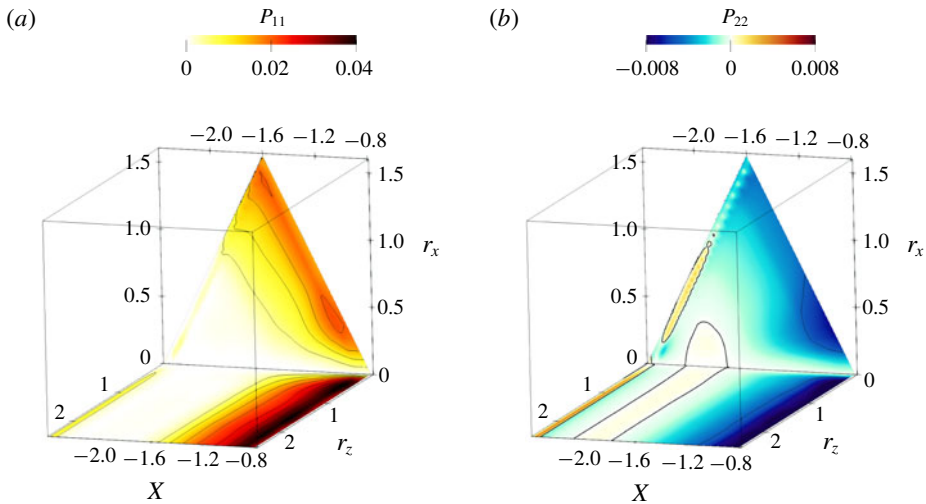 (a) P11 (b) P22
0 0.02 0.04 −0.008 0 0.008
−2.0 −1.6 −1.2 −0.8 −2.0 −1.6 −1.2 −0.8
1.5 1.5 1.5 1.5
1.0 1.0 rx 1.0 1.0 rx
0.5 0.5 0.5 0.5
0 0 0 0
1 1 1 1
2 2 rz 2 2 rz
−2.0 −1.6 −1.2 −0.8 −2.0 −1.6 −1.2 −0.8
X X